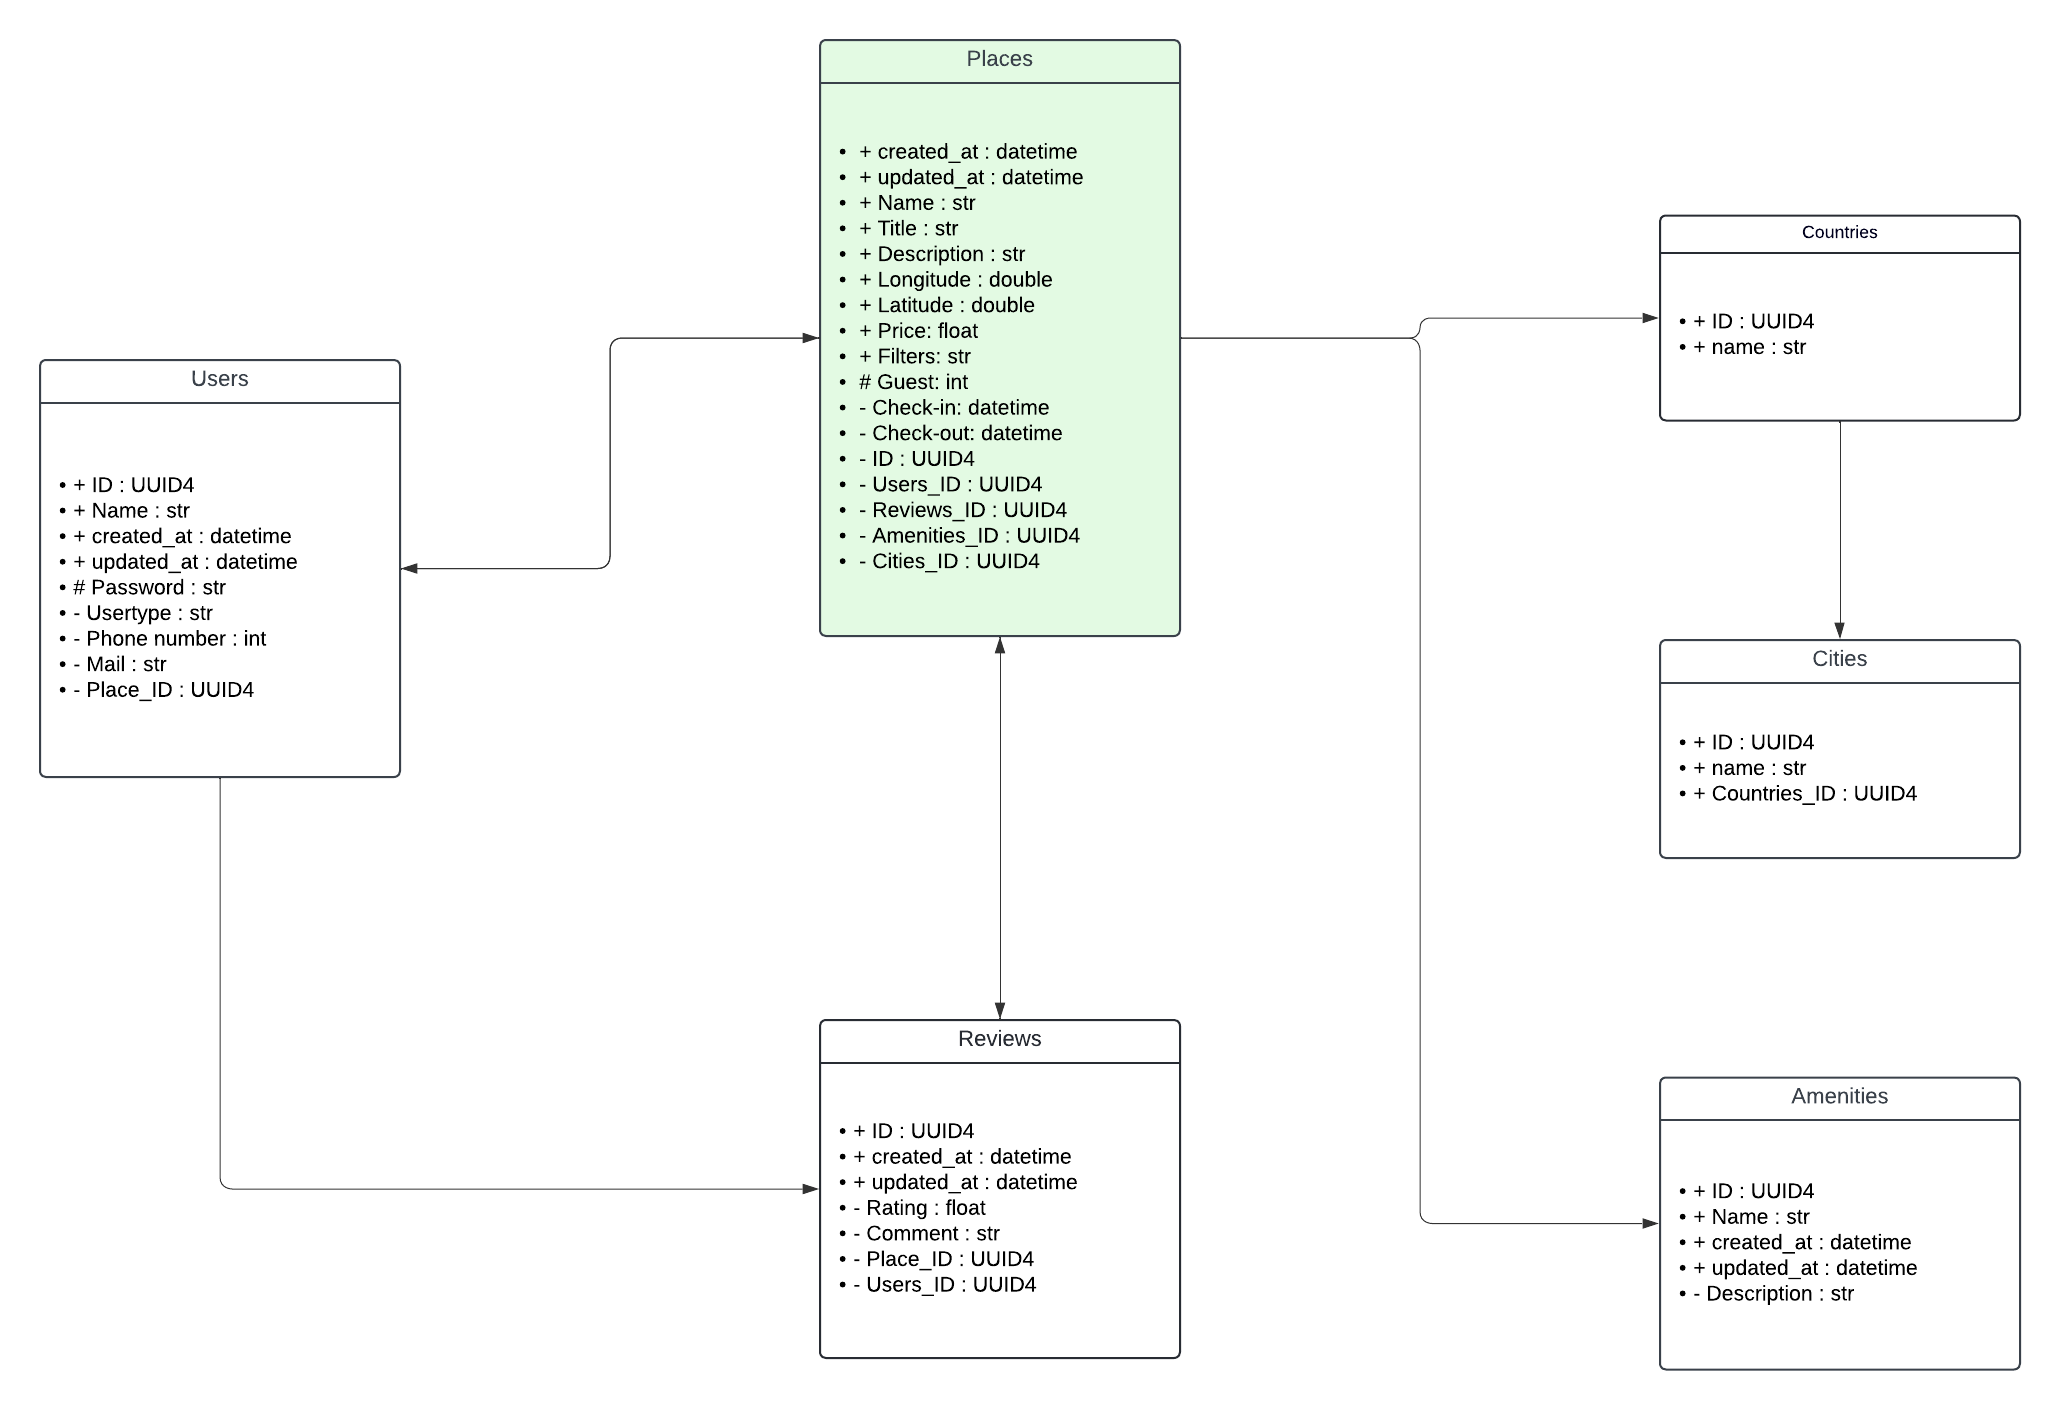 Places
• + created_at : datetime
• + updated_at : datetime
• + Name : str
• + Title : str
• + Description : str
• + Longitude : double
• + Latitude : double
• + Price: float
• + Filters: str
• # Guest: int
• - Check-in: datetime
• - Check-out: datetime
• - ID : UUID4
• - Users_ID : UUID4
• - Reviews_ID : UUID4
• - Amenities_ID : UUID4
• - Cities_ID : UUID4
Countries
• + ID : UUID4
• + name : str
Users
• + ID : UUID4
• + Name : str
• + created_at : datetime
• + updated_at : datetime
• # Password : str
• - Usertype : str
• - Phone number : int
• - Mail : str
• - Place_ID : UUID4
Cities
• + ID : UUID4
• + name : str
• + Countries_ID : UUID4
Reviews
• + ID : UUID4
• + created_at : datetime
• + updated_at : datetime
• - Rating : float
• - Comment : str
• - Place_ID : UUID4
• - Users_ID : UUID4
Amenities
• + ID : UUID4
• + Name : str
• + created_at : datetime
• + updated_at : datetime
• - Description : str